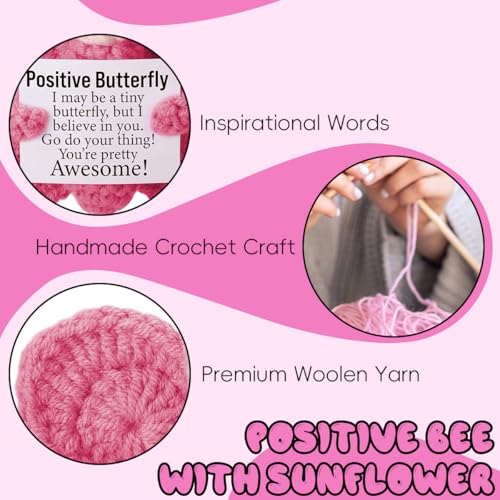 Positive Butterfly
I may be a tiny
butterfly, but I
believe in you.
Go do your thing!
You're pretty
Awesome!
Inspirational Words
Handmade Crochet Craft
Premium Woolen Yarn
POSITIVE BEE
WITH SUNFLOWER